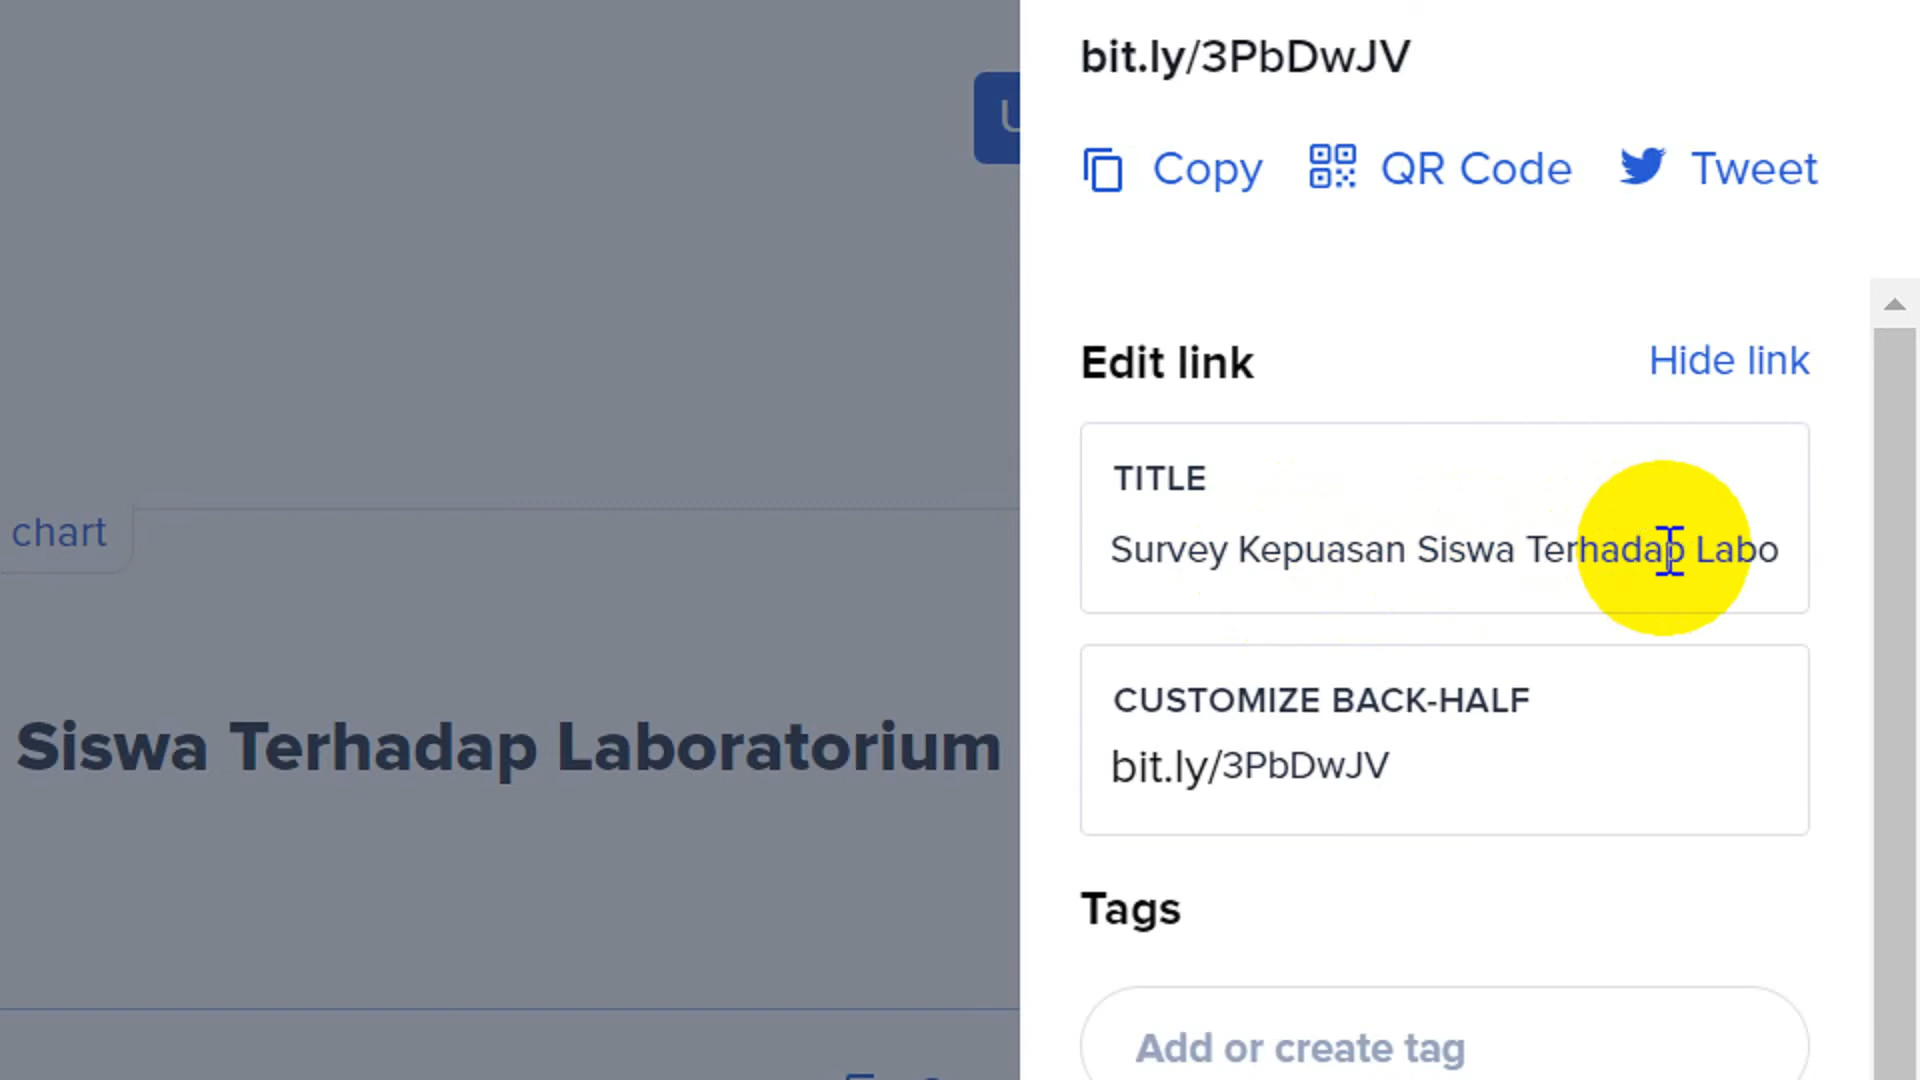 bit.ly/3PbDwJV
U
Copy
QR Code
Tweet
Edit link
Hide link
TITLE
Survey Kepuasan Siswa Terhadap Labo
chart
CUSTOMIZE BACK-HALF
bit.ly/3PbDwJV
Siswa Terhadap Laboratorium
Tags
Add or create tag